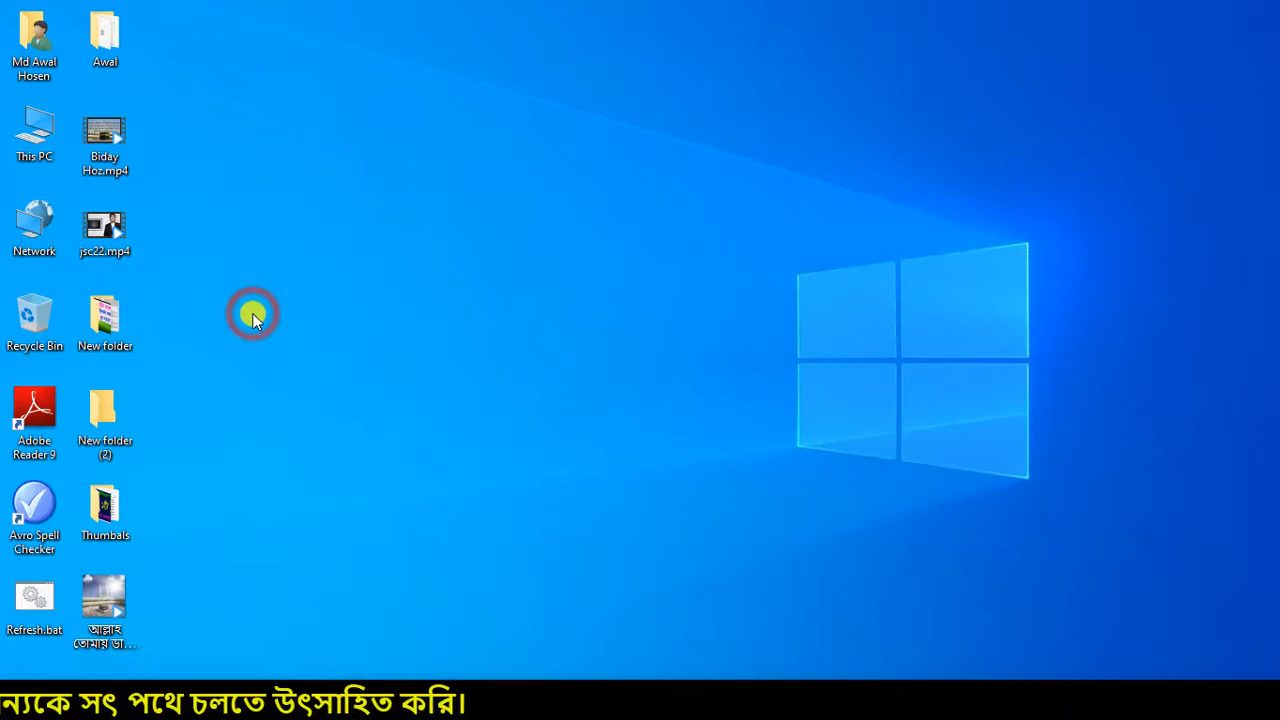 Md Awal
Hosen
Awal
This PC
Biday
Hoz.mp4
Network
jsc22.mp4
Recycle Bin
New folder
Adobe
Reader 9
New folder
(2)
Avro Spell
Checker
Thumbals
Refresh.bat
আল্লাহ
তোমায় ডা...
ন্যকে সৎ পথে চলতে উৎসাহিত করি।